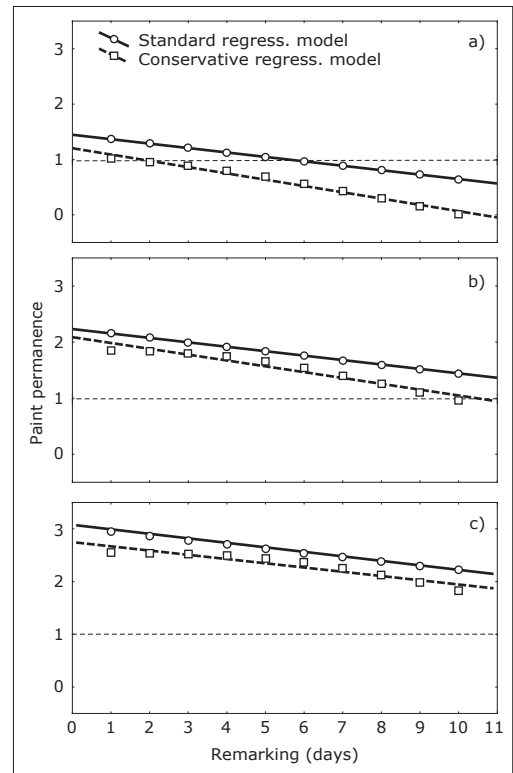 Standard regress. model
Conservative regress. model
a)
3
2
1
0
b)
3
2
1
0
c)
3
2
1
0
Paint permanence
0 1 2 3 4 5 6 7 8 9 10 11
Remarking (days)